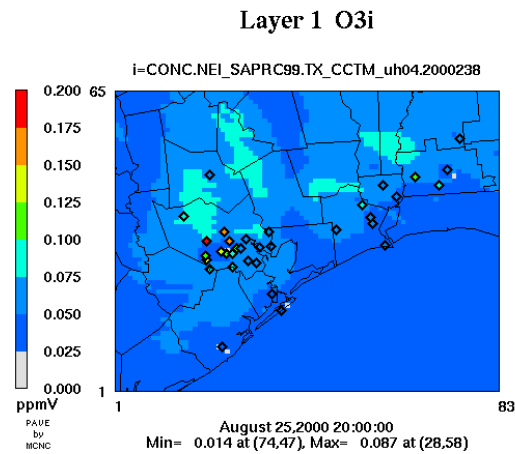 Layer 1 O3i
i=CONC.NEI_SAPRC99.TX_CCTM_uh04.2000238
0.200
0.175
0.150
0.125
0.100
0.075
0.050
0.025
0.000
ppmV
PAVE
by
MCNC
65
1
1
83
August 25,2000 20:00:00
Min= 0.014 at (74,47), Max= 0.087 at (28,58)